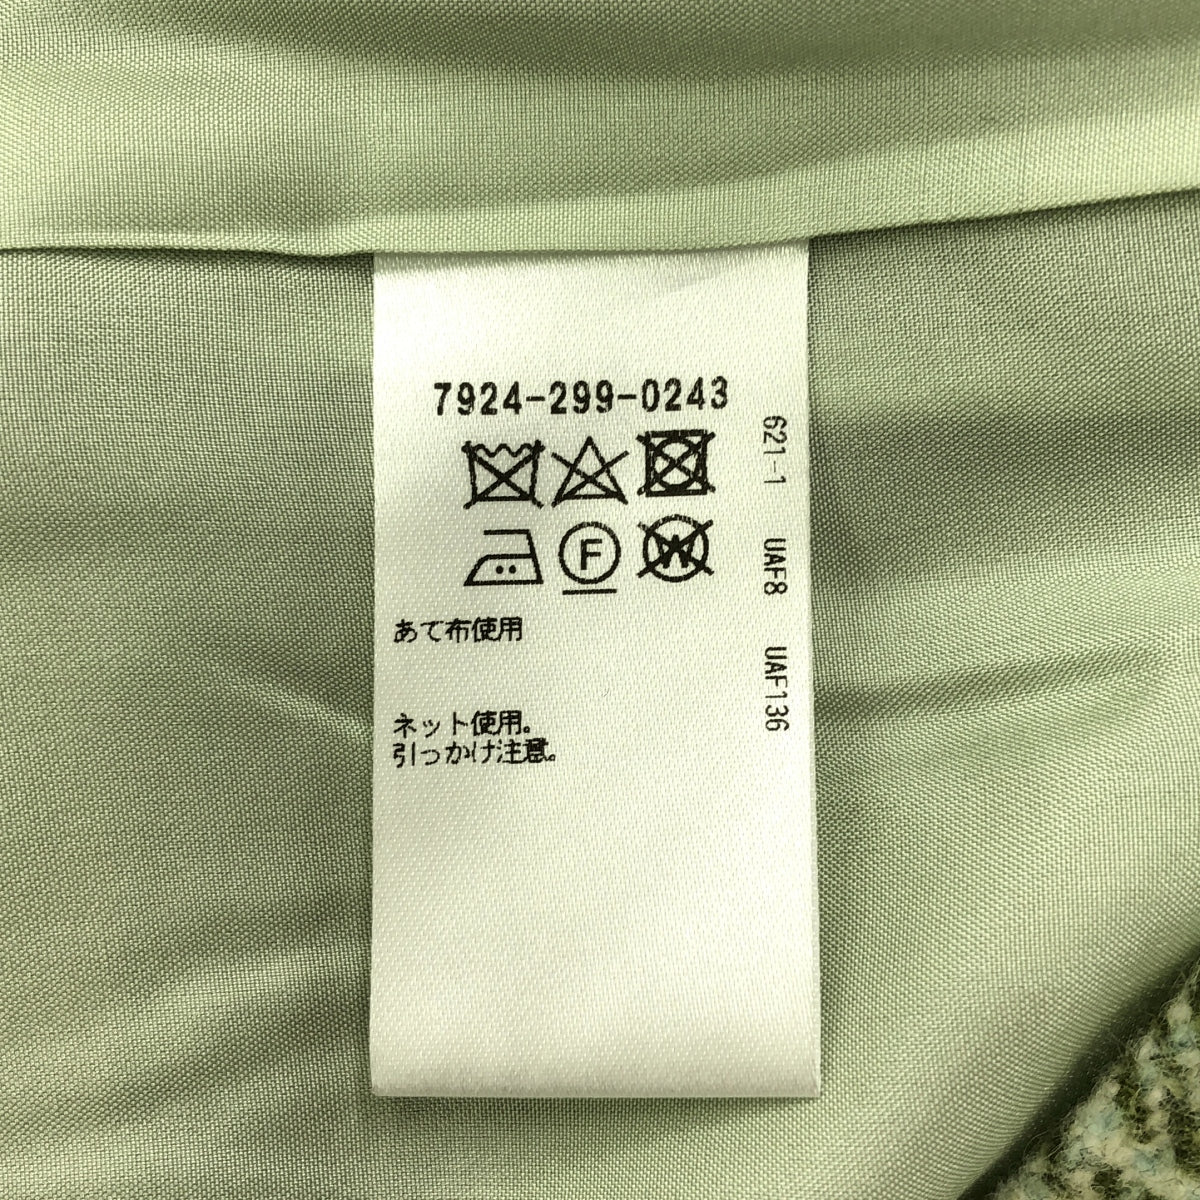 7924-299-0243
F
W
あて布使用
ネット使用。
引っかけ注意。
621-1 UAF8 UAF136